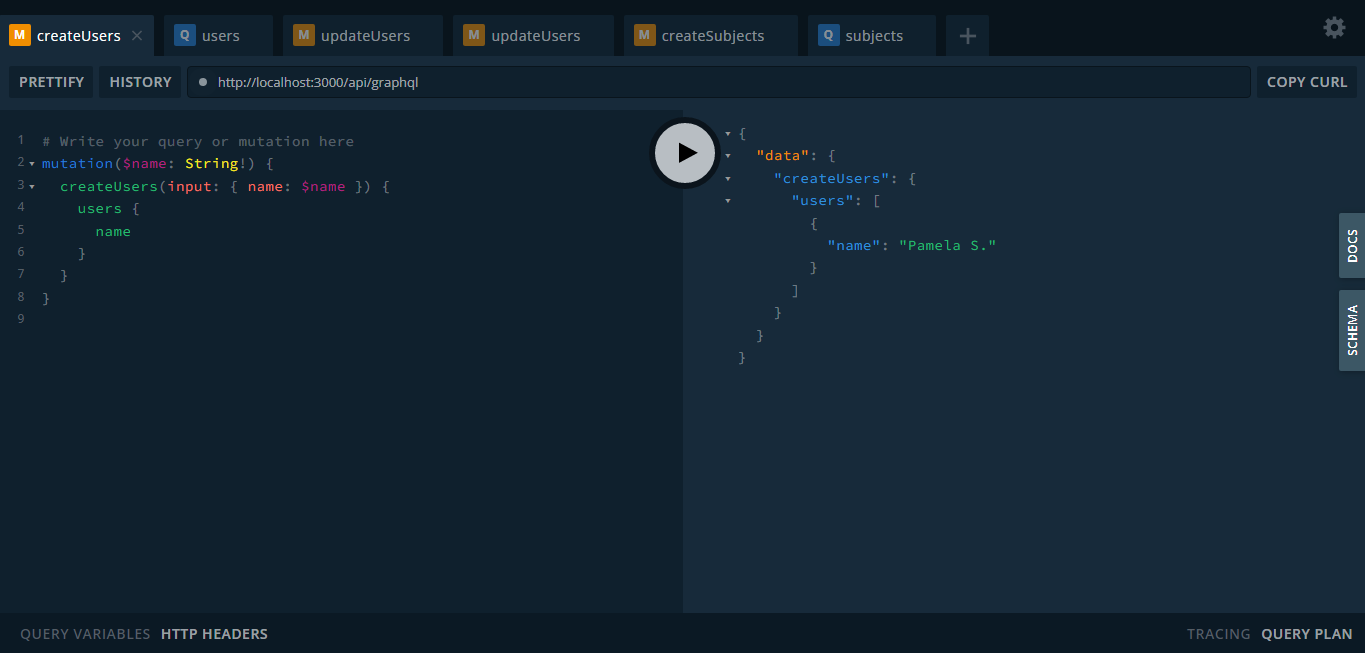 M createUsers × Q users M updateUsers M updateUsers M createSubjects Q subjects +
PRETTIFY HISTORY http://localhost:3000/api/graphql COPY CURL
1 # Write your query or mutation here
2 mutation($name: String!) {
3 createUsers(input: { name: $name }) {
4 users {
5 name
6 }
7 }
8 }
9
{
"data": {
"createUsers": {
"users": [
{
"name": "Pamela S."
}
]
}
}
}
DOCS
SCHEMA
QUERY VARIABLES HTTP HEADERS TRACING QUERY PLAN